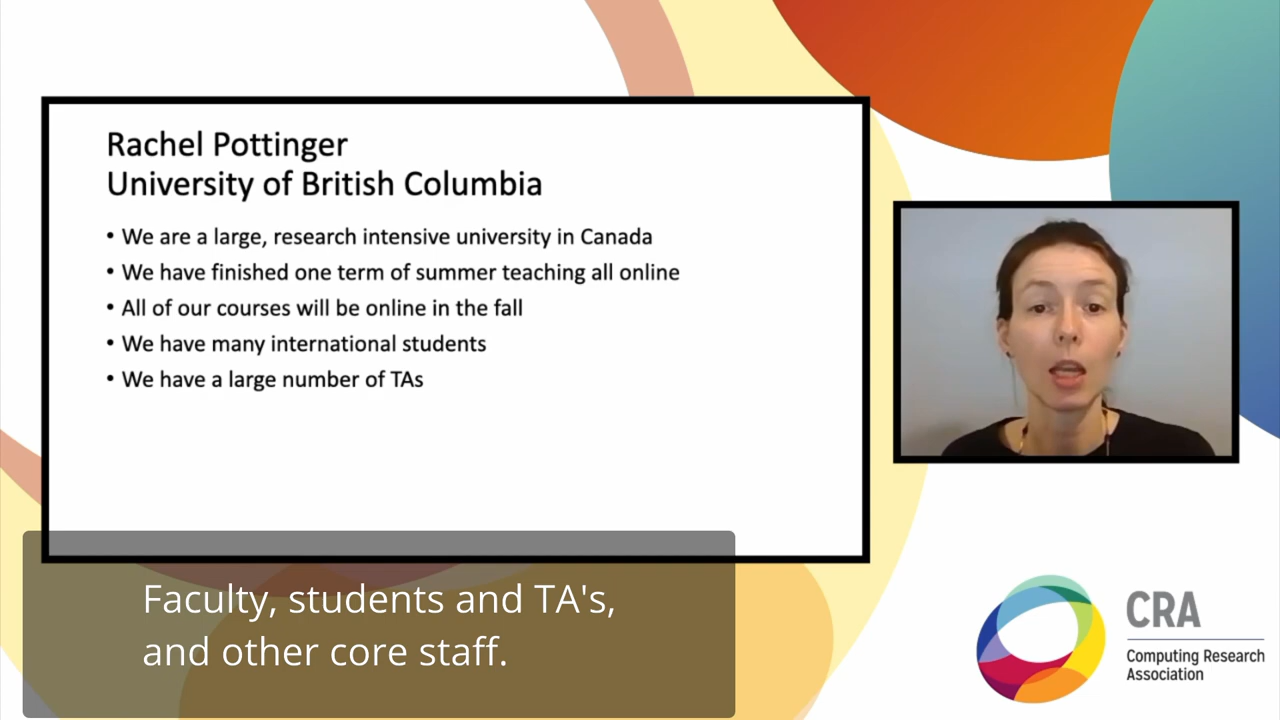 Rachel Pottinger
University of British Columbia
• We are a large, research intensive university in Canada
• We have finished one term of summer teaching all online
• All of our courses will be online in the fall
• We have many international students
• We have a large number of TAs
Faculty, students and TA's,
and other core staff.
CRA
Computing Research
Association